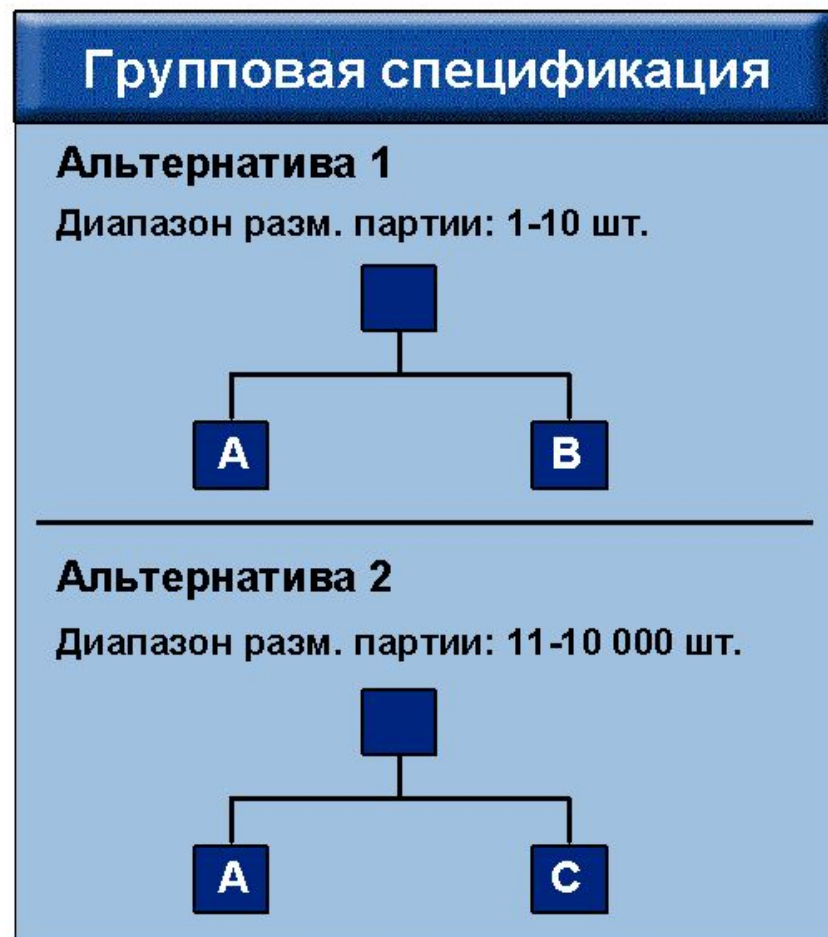 Групповая спецификация
Альтернатива 1
Диапазон разм. партии: 1-10 шт.
A B
Альтернатива 2
Диапазон разм. партии: 11-10 000 шт.
A C